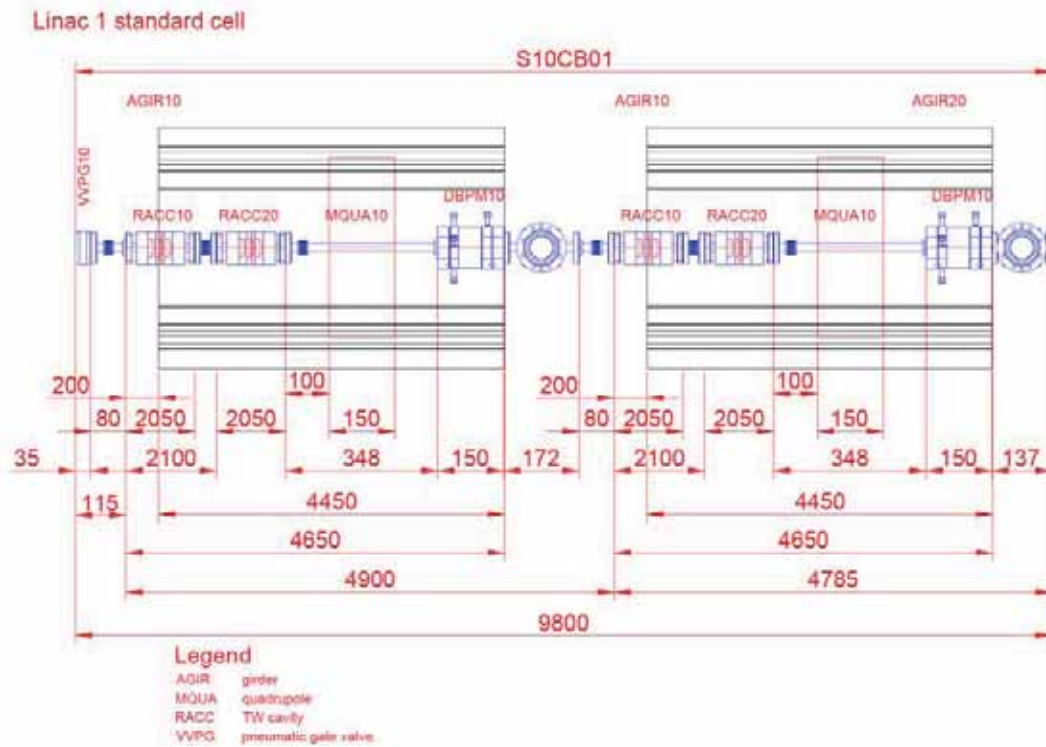 Linac 1 standard cell
S10CB01
AGIR10 AGIR10 AGIR20
VVPG10
DBPM10 DBPM10
RACC10 RACC20 MQUA10 RACC10 RACC20 MQUA10
200 100 200 100
80 2050 2050 150 80 2050 2050 150
35 2100 348 150 172 2100 348 150 137
115 4450 4450
4650 4650
4900 4785
9800
Legend
AGIR girder
MQUA quadrupole
RACC TW cavity
VVPG pneumatic gate valve